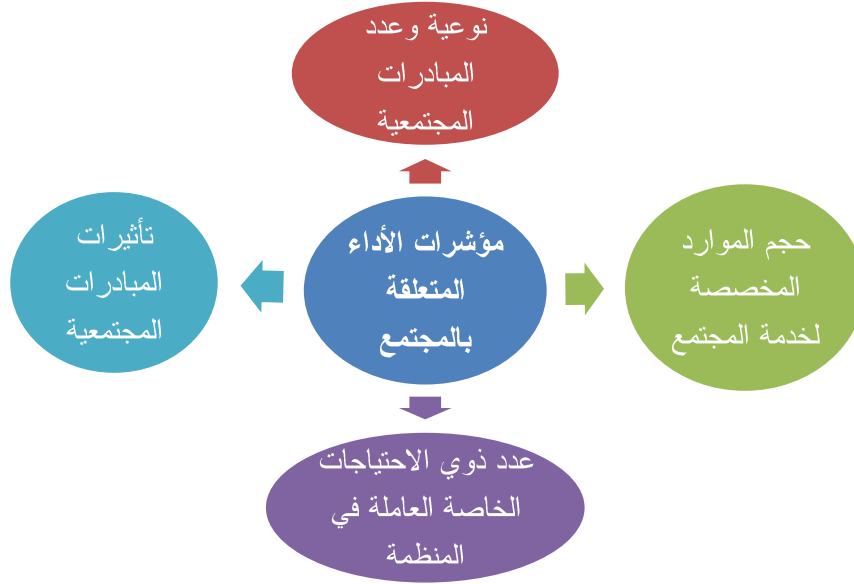 نوعية وعدد
المبادرات
المجتمعية
حجم الموارد
المخصصة
لخدمة المجتمع
مؤشرات الأداء
المتعلقة
بالمجتمع
تأثيرات
المبادرات
المجتمعية
عدد ذوي الاحتياجات
الخاصة العاملة في
المنظمة